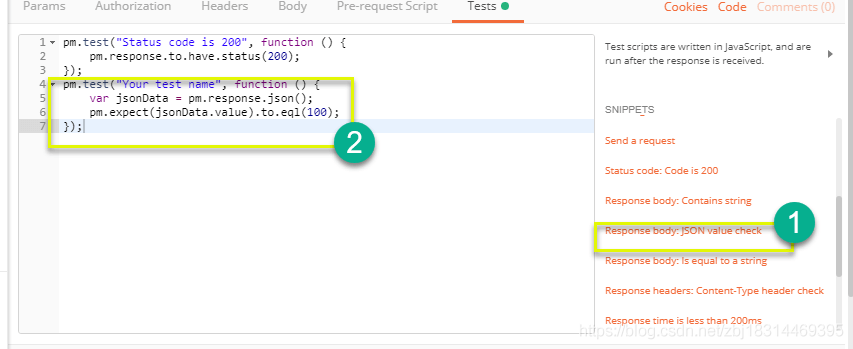 Params Authorization Headers Body Pre-request Script Tests Cookies Code Comments (0)
1 pm.test("Status code is 200", function () {
2 pm.response.to.have.status(200);
3 });
4 pm.test("Your test name", function () {
5 var jsonData = pm.response.json();
6 pm.expect(jsonData.value).to.eql(100);
7 });
2
Test scripts are written in JavaScript, and are
run after the response is received.
SNIPPETS
Send a request
Status code: Code is 200
Response body: Contains string
1
Response body: JSON value check
Response body: Is equal to a string
Response headers: Content-Type header check
Response time is less than 200ms
https://blog.csdn.net/zbj18314469395